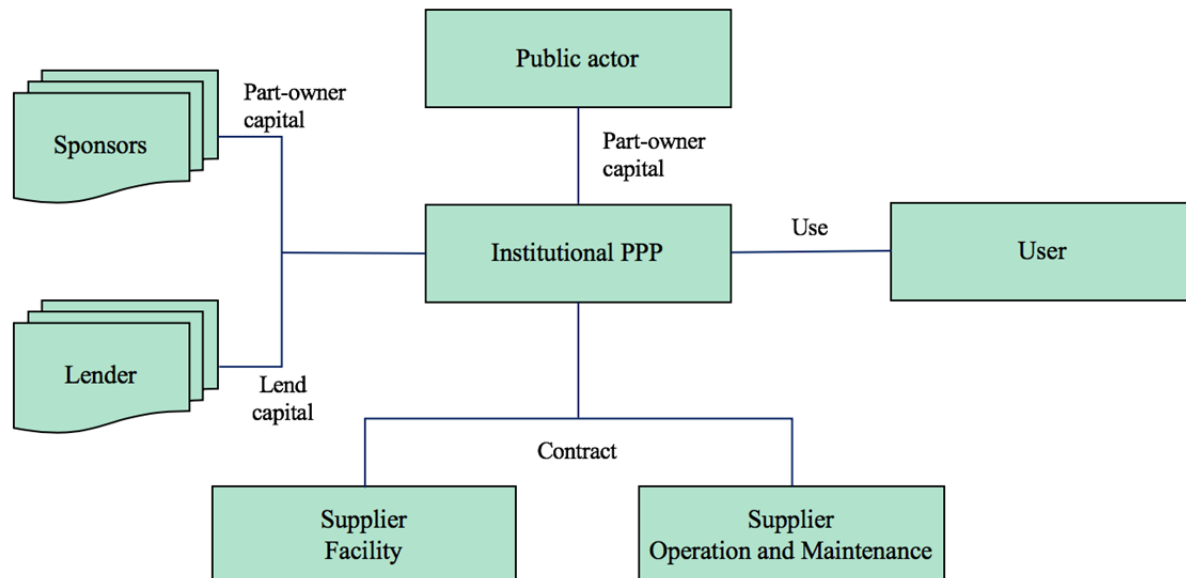 Public actor
Part-owner
capital
Sponsors
Part-owner
capital
Institutional PPP
Use
User
Lender
Lend
capital
Contract
Supplier
Facility
Supplier
Operation and Maintenance